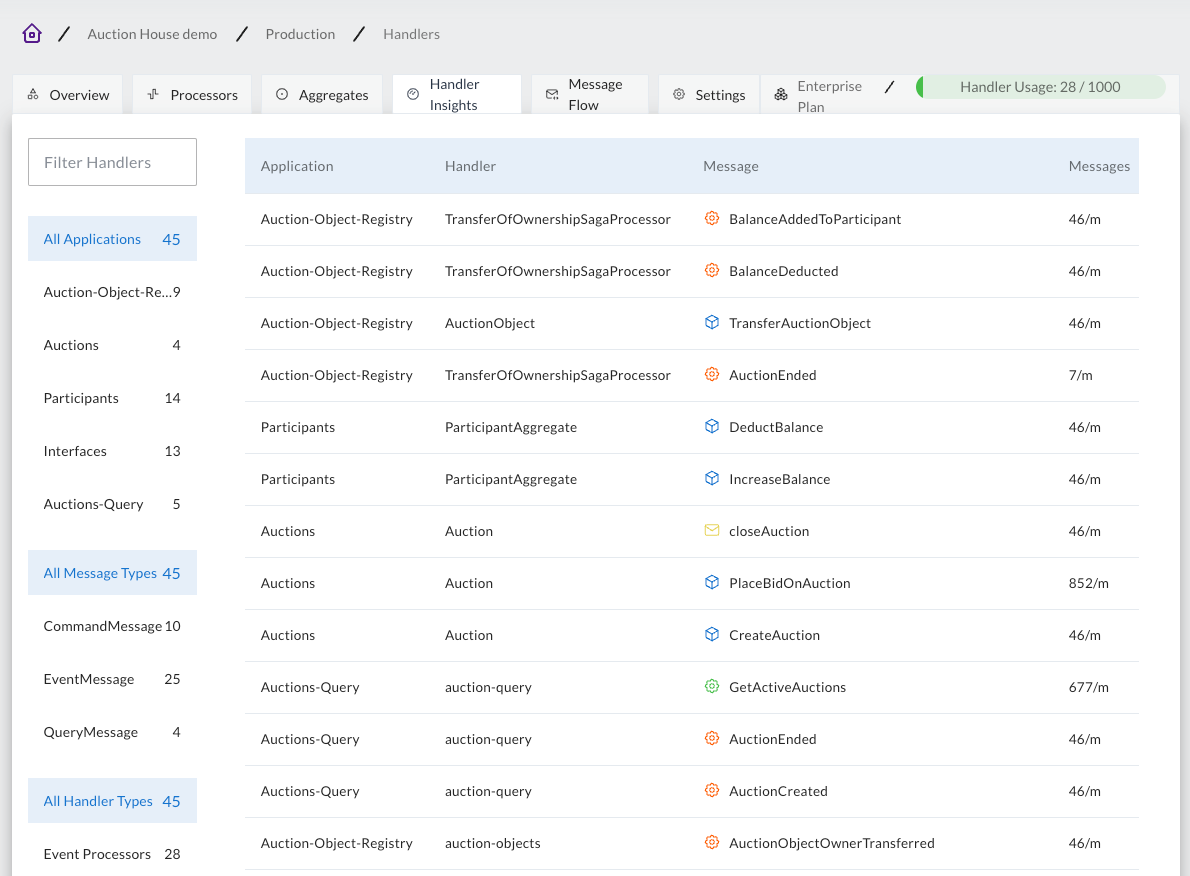 Auction House demo / Production / Handlers
Overview
Processors
Aggregates
Handler
Insights
Message
Flow
Settings
Enterprise
Plan
/
Handler Usage: 28 / 1000
Filter Handlers
All Applications 45
Auction-Object-Re...9
Auctions 4
Participants 14
Interfaces 13
Auctions-Query 5
All Message Types 45
CommandMessage 10
EventMessage 25
QueryMessage 4
All Handler Types 45
Event Processors 28
Application Handler Message Messages
Auction-Object-Registry TransferOfOwnershipSagaProcessor BalanceAddedToParticipant 46/m
Auction-Object-Registry TransferOfOwnershipSagaProcessor BalanceDeducted 46/m
Auction-Object-Registry AuctionObject TransferAuctionObject 46/m
Auction-Object-Registry TransferOfOwnershipSagaProcessor AuctionEnded 7/m
Participants ParticipantAggregate DeductBalance 46/m
Participants ParticipantAggregate IncreaseBalance 46/m
Auctions Auction closeAuction 46/m
Auctions Auction PlaceBidOnAuction 852/m
Auctions Auction CreateAuction 46/m
Auctions-Query auction-query GetActiveAuctions 677/m
Auctions-Query auction-query AuctionEnded 46/m
Auctions-Query auction-query AuctionCreated 46/m
Auction-Object-Registry auction-objects AuctionObjectOwnerTransferred 46/m